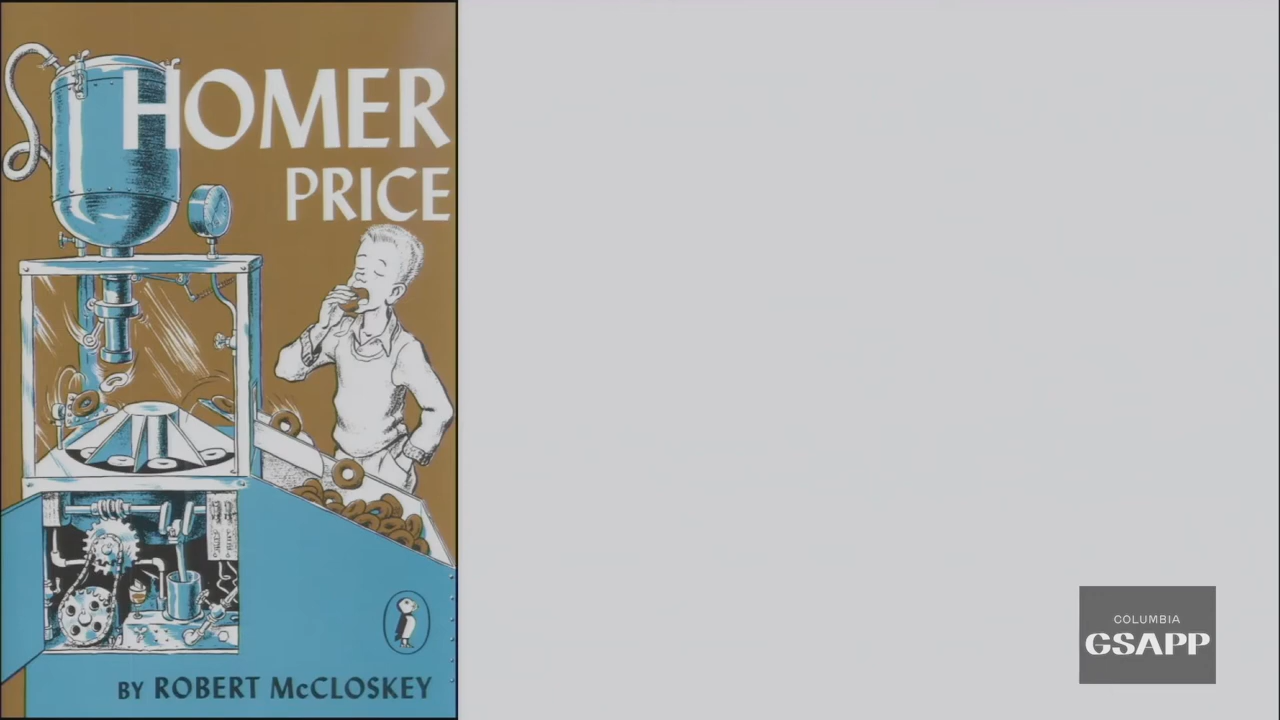 HOMER
PRICE
BY ROBERT McCLOSKEY
COLUMBIA
GSAPP